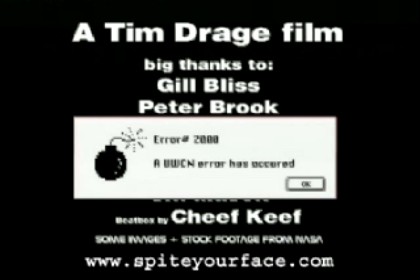 A Tim Drage film
big thanks to:
Gill Bliss
Peter Brook
Error# 2000
A BWCN error has occured
OK
Beatbox by Cheef Keef
SOME IMAGES + STOCK FOOTAGE FROM NASA
www.spiteyourface.com